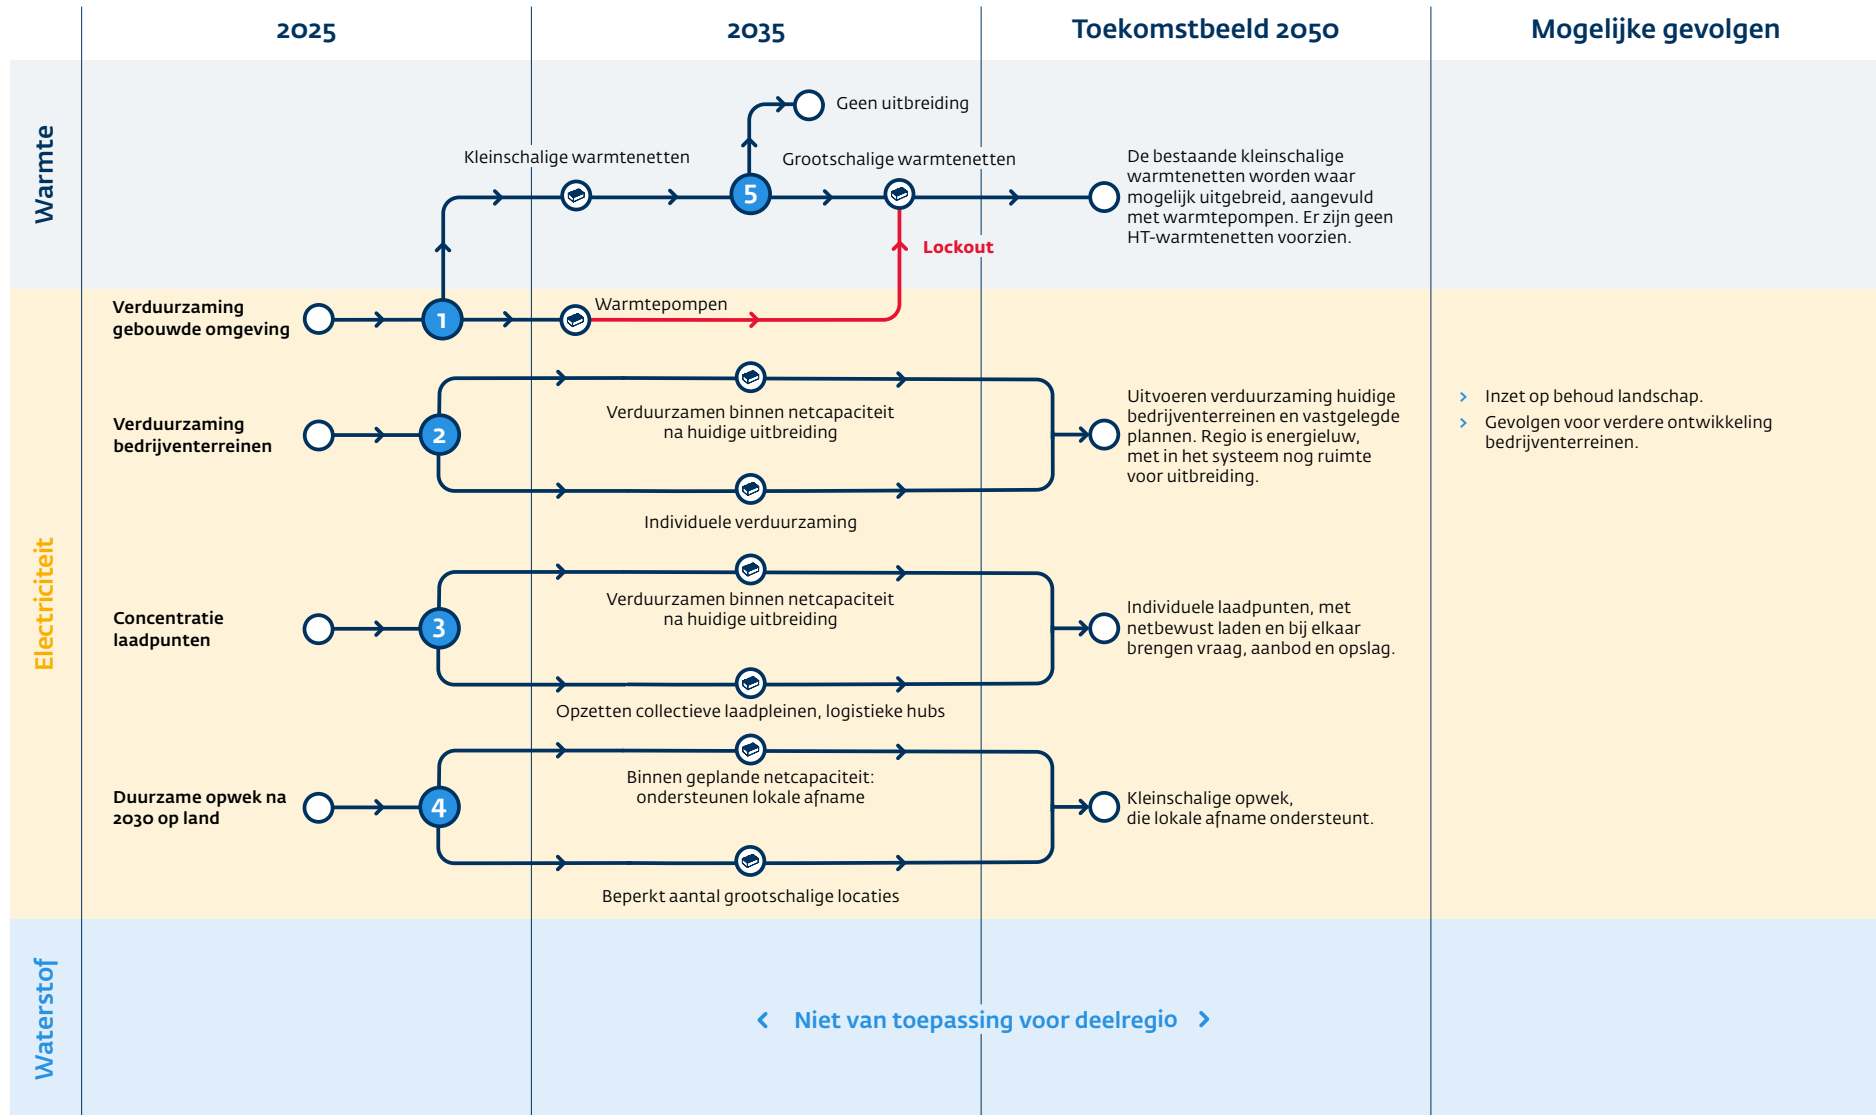 2025
2035
Toekomstbeeld 2050
Mogelijke gevolgen
Warmte
Geen uitbreiding
Kleinschalige warmtenetten
5
Grootschalige warmtenetten
De bestaande kleinschalige
warmtenetten worden waar
mogelijk uitgebreid, aangevuld
met warmtepompen. Er zijn geen
HT-warmtenetten voorzien.
Lockout
Electriciteit
Verduurzaming
gebouwde omgeving
1
Warmtepompen
Verduurzaming
bedrijventerreinen
2
Verduurzamen binnen netcapaciteit
na huidige uitbreiding
Individuele verduurzaming
Uitvoeren verduurzaming huidige
bedrijventerreinen en vastgelegde
plannen. Regio is energieluw,
met in het systeem nog ruimte
voor uitbreiding.
> Inzet op behoud landschap.
> Gevolgen voor verdere ontwikkeling
bedrijventerreinen.
Concentratie
laadpunten
3
Verduurzamen binnen netcapaciteit
na huidige uitbreiding
Opzetten collectieve laadpleinen, logistieke hubs
Individuele laadpunten, met
netbewust laden en bij elkaar
brengen vraag, aanbod en opslag.
Duurzame opwek na
2030 op land
4
Binnen geplande netcapaciteit:
ondersteunen lokale afname
Beperkt aantal grootschalige locaties
Kleinschalige opwek,
die lokale afname ondersteunt.
Waterstof
< Niet van toepassing voor deelregio >